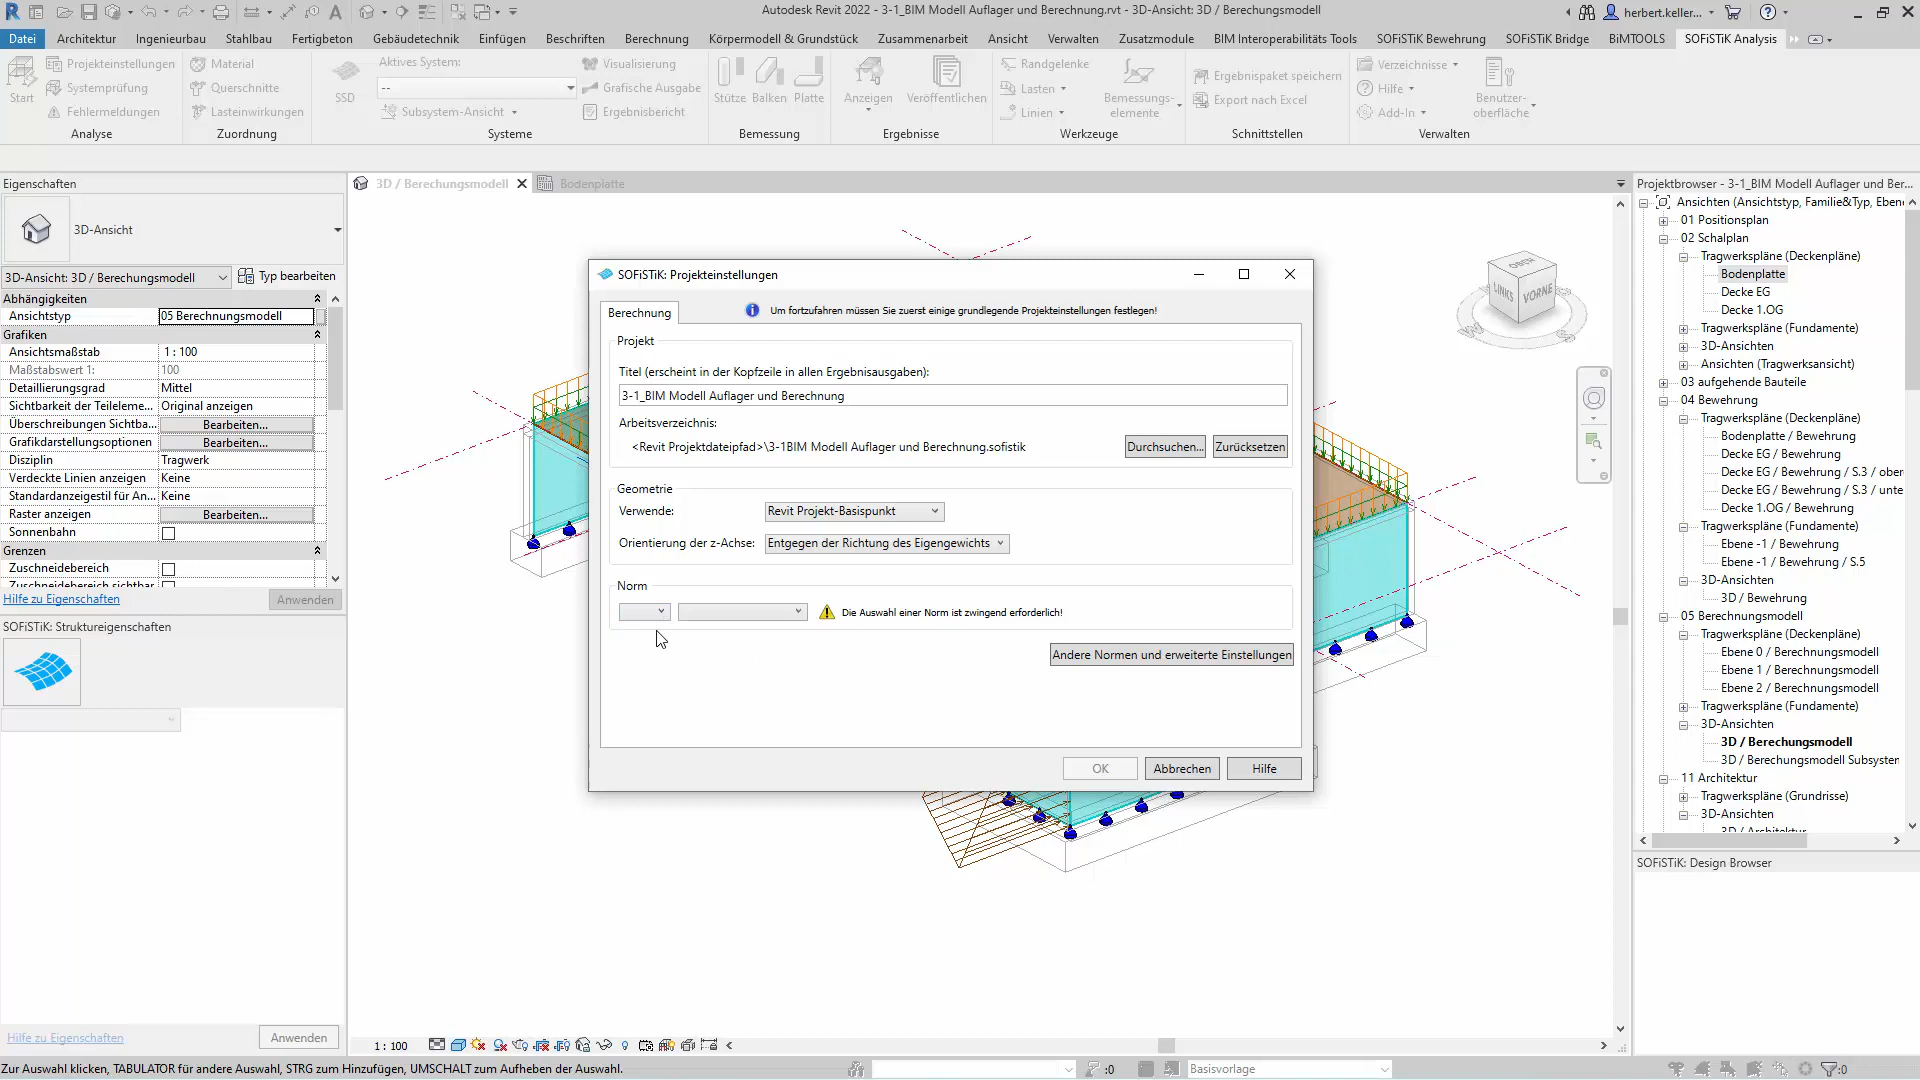 Autodesk Revit 2022 - 3-1_BIM Modell Auflager und Berechnung.rvt - 3D-Ansicht: 3D / Berechungsmodell
herbert.keller...
Datei Architektur Ingenieurbau Stahlbau Fertigbeton Gebäudetechnik Einfügen Beschriften Berechnung Körpermodell & Grundstück Zusammenarbeit Ansicht Verwalten Zusatzmodule BIM Interoperabilitäts Tools SOFiSTiK Bewehrung SOFiSTiK Bridge BiMTOOLS SOFiSTiK Analysis
Start
Projekteinstellungen
Systemprüfung
Fehlermeldungen
Analyse
Material
Querschnitte
Lasteinwirkungen
Zuordnung
SSD
Aktives System:
--
Subsystem-Ansicht
Visualisierung
Grafische Ausgabe
Ergebnisbericht
Systeme
Stütze Balken Platte
Bemessung
Anzeigen Veröffentlichen
Ergebnisse
Randgelenke
Lasten
Linien
Bemessungs-
elemente
Werkzeuge
Ergebnispaket speichern
Export nach Excel
Schnittstellen
Verzeichnisse
Hilfe
Add-In
Benutzer-
oberfläche
Verwalten
Eigenschaften
3D-Ansicht
3D-Ansicht: 3D / Berechungsmodell Typ bearbeiten
Abhängigkeiten
Ansichtstyp 05 Berechnungsmodell
Grafiken
Ansichtsmaßstab 1 : 100
Maßstabswert 1: 100
Detaillierungsgrad Mittel
Sichtbarkeit der Teileleme... Original anzeigen
Überschreibungen Sichtba... Bearbeiten...
Grafikdarstellungsoptionen Bearbeiten...
Disziplin Tragwerk
Verdeckte Linien anzeigen Keine
Standardanzeigestil für An... Keine
Raster anzeigen Bearbeiten...
Sonnenbahn
Grenzen
Zuschneidebereich
Zuschneidebereich sichtbar
Hilfe zu Eigenschaften Anwenden
SOFiSTiK: Struktureigenschaften
Hilfe zu Eigenschaften Anwenden
3D / Berechungsmodell Bodenplatte
OBEN
LINKS
VORNE
W
S
SOFiSTiK: Projekteinstellungen
Berechnung
Um fortzufahren müssen Sie zuerst einige grundlegende Projekteinstellungen festlegen!
Projekt
Titel (erscheint in der Kopfzeile in allen Ergebnisausgaben):
3-1_BIM Modell Auflager und Berechnung
Arbeitsverzeichnis:
<Revit Projektdateipfad>\3-1BIM Modell Auflager und Berechnung.sofistik Durchsuchen... Zurücksetzen
Geometrie
Verwende: Revit Projekt-Basispunkt
Orientierung der z-Achse: Entgegen der Richtung des Eigengewichts
Norm
Die Auswahl einer Norm ist zwingend erforderlich!
Andere Normen und erweiterte Einstellungen
OK Abbrechen Hilfe
Projektbrowser - 3-1_BIM Modell Auflager und Ber...
Ansichten (Ansichtstyp, Familie&Typ, Ebene
01 Positionsplan
02 Schalplan
Tragwerkspläne (Deckenpläne)
Bodenplatte
Decke EG
Decke 1.OG
Tragwerkspläne (Fundamente)
3D-Ansichten
Ansichten (Tragwerksansicht)
03 aufgehende Bauteile
04 Bewehrung
Tragwerkspläne (Deckenpläne)
Bodenplatte / Bewehrung
Decke EG / Bewehrung
Decke EG / Bewehrung / S.3 / ober
Decke EG / Bewehrung / S.3 / unte
Decke 1.OG / Bewehrung
Tragwerkspläne (Fundamente)
Ebene -1 / Bewehrung
Ebene -1 / Bewehrung / S.5
3D-Ansichten
3D / Bewehrung
05 Berechnungsmodell
Tragwerkspläne (Deckenpläne)
Ebene 0 / Berechnungsmodell
Ebene 1 / Berechnungsmodell
Ebene 2 / Berechnungsmodell
Tragwerkspläne (Fundamente)
3D-Ansichten
3D / Berechungsmodell
3D / Berechungsmodell Subsysten
11 Architektur
Tragwerkspläne (Grundrisse)
3D-Ansichten
3D / Architektur
SOFiSTiK: Design Browser
1 : 100
Zur Auswahl klicken, TABULATOR für andere Auswahl, STRG zum Hinzufügen, UMSCHALT zum Aufheben der Auswahl.
:0
Basisvorlage
:0